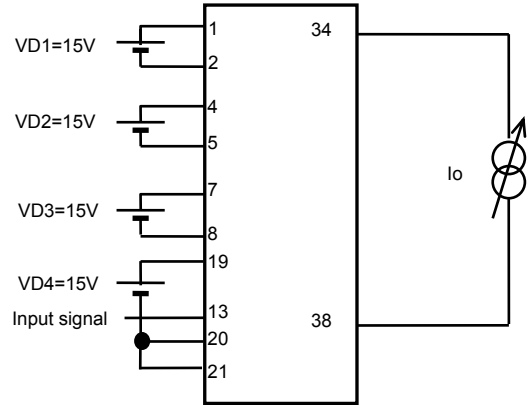 1
34
VD1=15V
2
4
VD2=15V
5
7
VD3=15V
8
Io
19
VD4=15V
Input signal
13
38
20
21